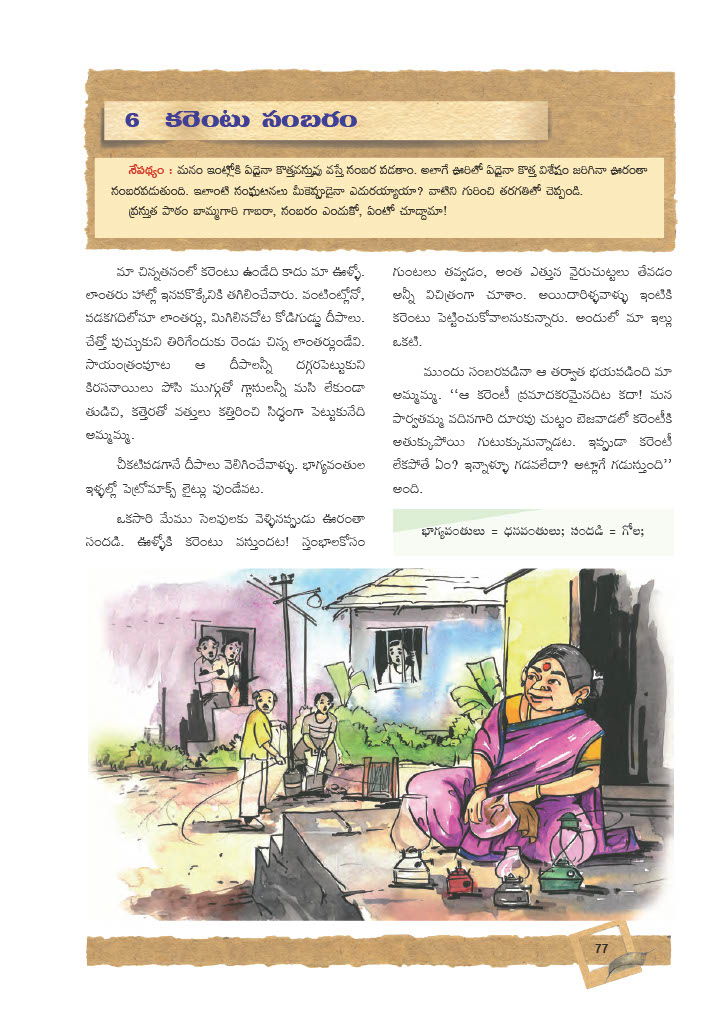 6 కరెంటు సంబరం
నేపథ్యం : మనం ఇంట్లోకి ఏదైనా కొత్తవస్తువు వస్తే సంబర పడతాం. అలాగే ఊరిలో ఏదైనా కొత్త విశేషం జరిగినా ఊరంతా
సంబరపడుతుంది. ఇలాంటి సంఘటనలు మీకెప్పుడైనా ఎదురయ్యాయా? వాటిని గురించి తరగతిలో చెప్పండి.
ప్రస్తుత పాఠం బామ్మగారి గాబరా, సంబరం ఎందుకో, ఏంటో చూద్దామా!
మా చిన్నతనంలో కరెంటు ఉండేది కాదు మా ఊళ్ళో.
లాంతరు హాల్లో ఇనపకొక్కేనికి తగిలించేవారు. వంటింట్లోనో,
పడకగదిలోనూ లాంతర్లు, మిగిలినచోట కోడిగుడ్డు దీపాలు.
చేత్తో పుచ్చుకుని తిరిగేందుకు రెండు చిన్న లాంతర్లుండేవి.
సాయంత్రంపూట ఆ దీపాలన్నీ దగ్గరపెట్టుకుని
కిరసనాయిలు పోసి ముగ్గుతో గ్లాసులన్నీ మసి లేకుండా
తుడిచి, కత్తెరతో వత్తులు కత్తిరించి సిద్ధంగా పెట్టుకునేది
అమ్మమ్మ.
చీకటిపడగానే దీపాలు వెలిగించేవాళ్ళు. భాగ్యవంతుల
ఇళ్ళల్లో పెట్రోమాక్స్ లైట్లు వుండేవట.
ఒకసారి మేము సెలవులకు వెళ్ళినప్పుడు ఊరంతా
సందడి. ఊళ్ళోకి కరెంటు వస్తుందట! స్తంభాలకోసం
గుంటలు తవ్వడం, అంత ఎత్తున వైరుచుట్టలు తేవడం
అన్నీ విచిత్రంగా చూశాం. అయిదారిళ్ళవాళ్ళు ఇంటికి
కరెంటు పెట్టించుకోవాలనుకున్నారు. అందులో మా ఇల్లు
ఒకటి.
ముందు సంబరపడినా ఆ తర్వాత భయపడింది మా
అమ్మమ్మ. ‘‘ఆ కరెంటీ ప్రమాదకరమైనదిట కదా! మన
పార్వతమ్మ వదినగారి దూరపు చుట్టం బెజవాడలో కరెంటీకి
అతుక్కుపోయి గుటుక్కుమన్నాడట. ఇప్పుడా కరెంటీ
లేకపోతే ఏం? ఇన్నాళ్ళూ గడవలేదా? అట్లాగే గడుస్తుంది’’
అంది.
భాగ్యవంతులు = ధనవంతులు; సందడి = గోల;
77